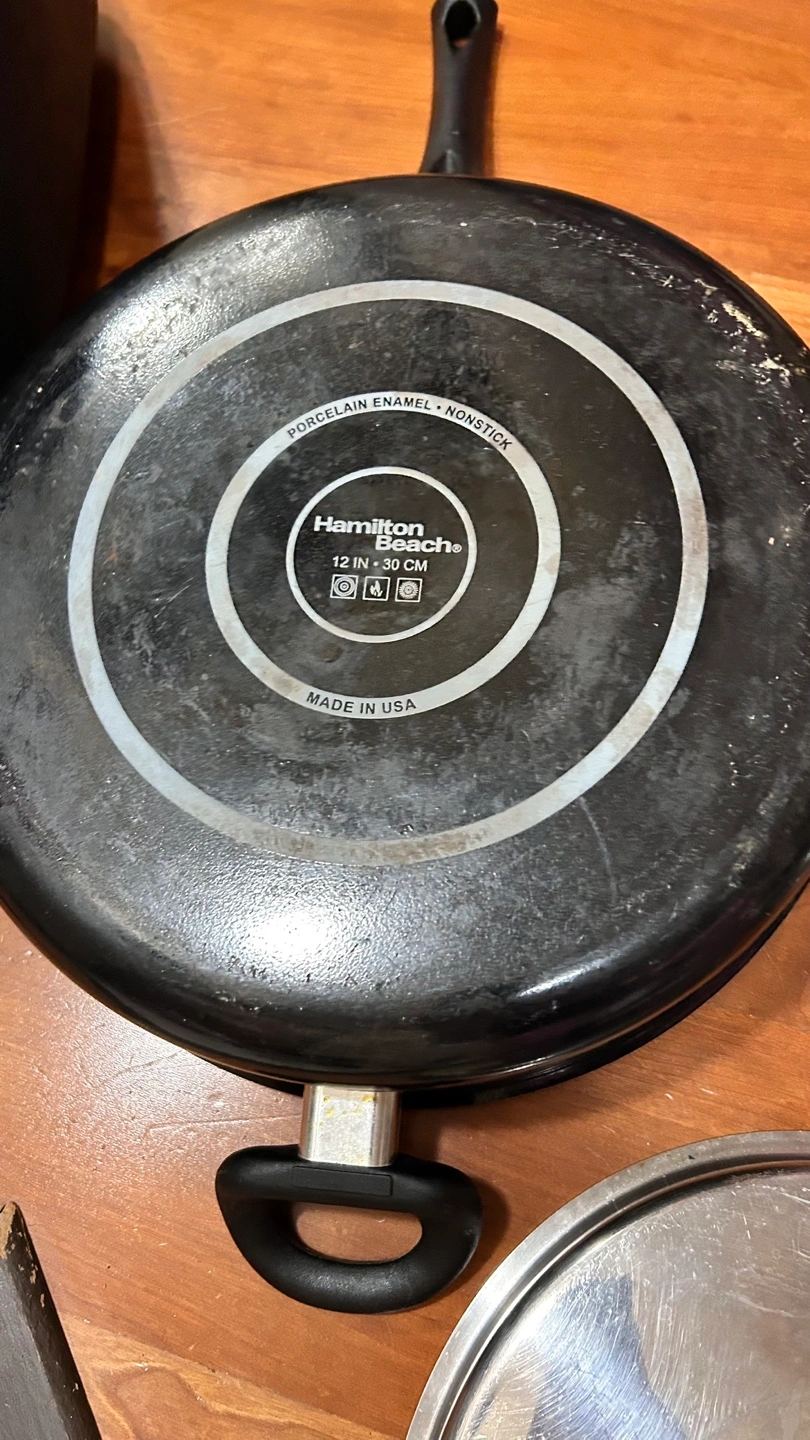 PORCELAIN ENAMEL • NONSTICK
Hamilton
Beach®
12 IN • 30 CM
MADE IN USA